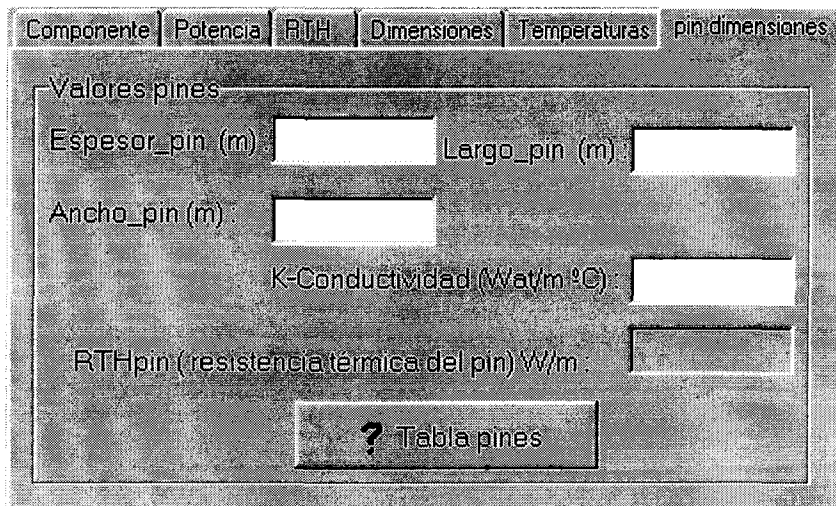 Componente Potencia RTH Dimensiones Temperaturas pin dimensiones
Valores pines
Espesor_pin (m) : Largo_pin (m) :
Ancho_pin (m) :
K-Conductividad (Wat/m ºC) :
RTHpin ( resistencia térmica del pin) W/m :
? Tabla pines